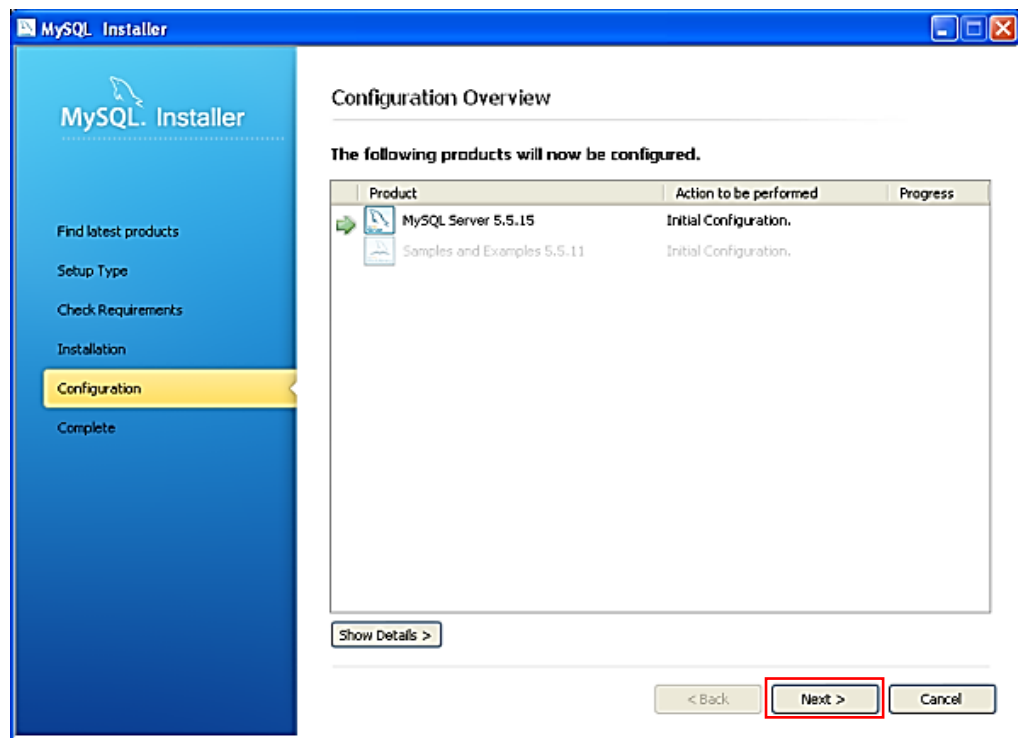 MySQL Installer
MySQL. Installer
Find latest products
Setup Type
Check Requirements
Installation
Configuration
Complete
Configuration Overview
The following products will now be configured.
Product Action to be performed Progress
MySQL Server 5.5.15 Initial Configuration.
Samples and Examples 5.5.11 Initial Configuration.
Show Details >
< Back Next > Cancel